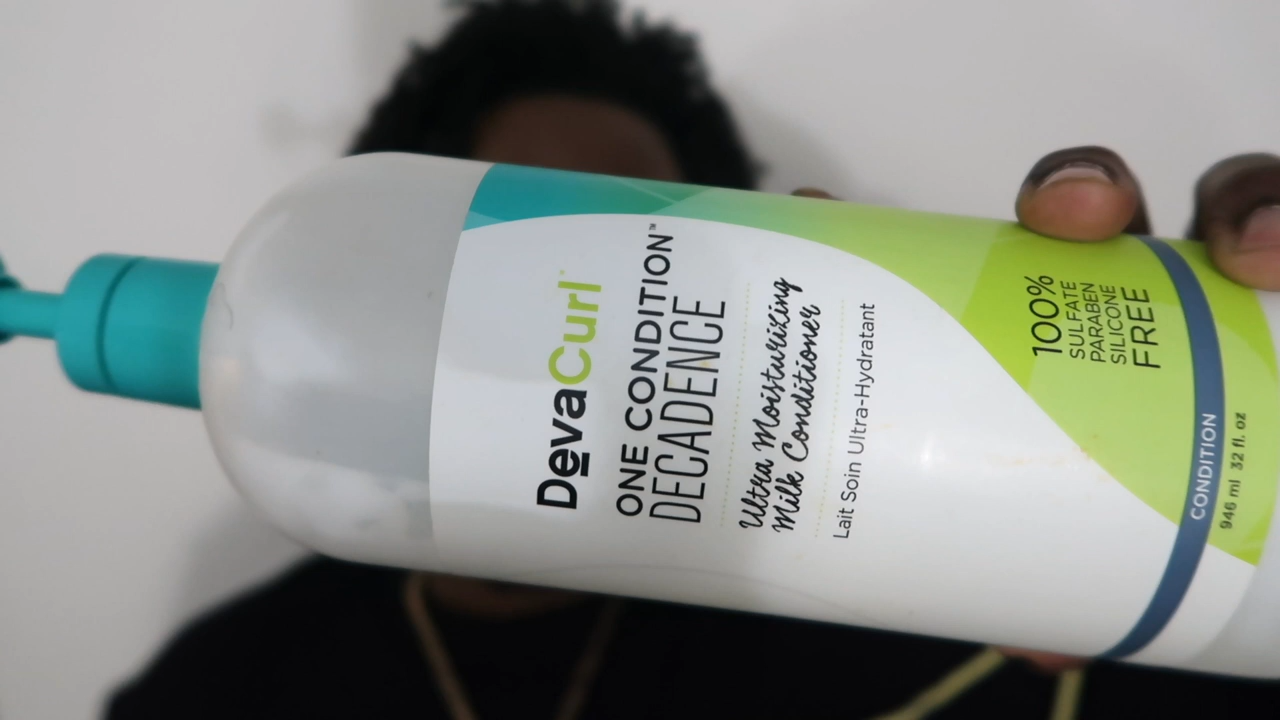 DevaCurl
ONE CONDITION™
DECADENCE
Ultra Moisturizing
Milk Conditioner
Lait Soin Ultra-Hydratant
100%
SULFATE
PARABEN
SILICONE
FREE
CONDITION
946 ml 32 fl. oz